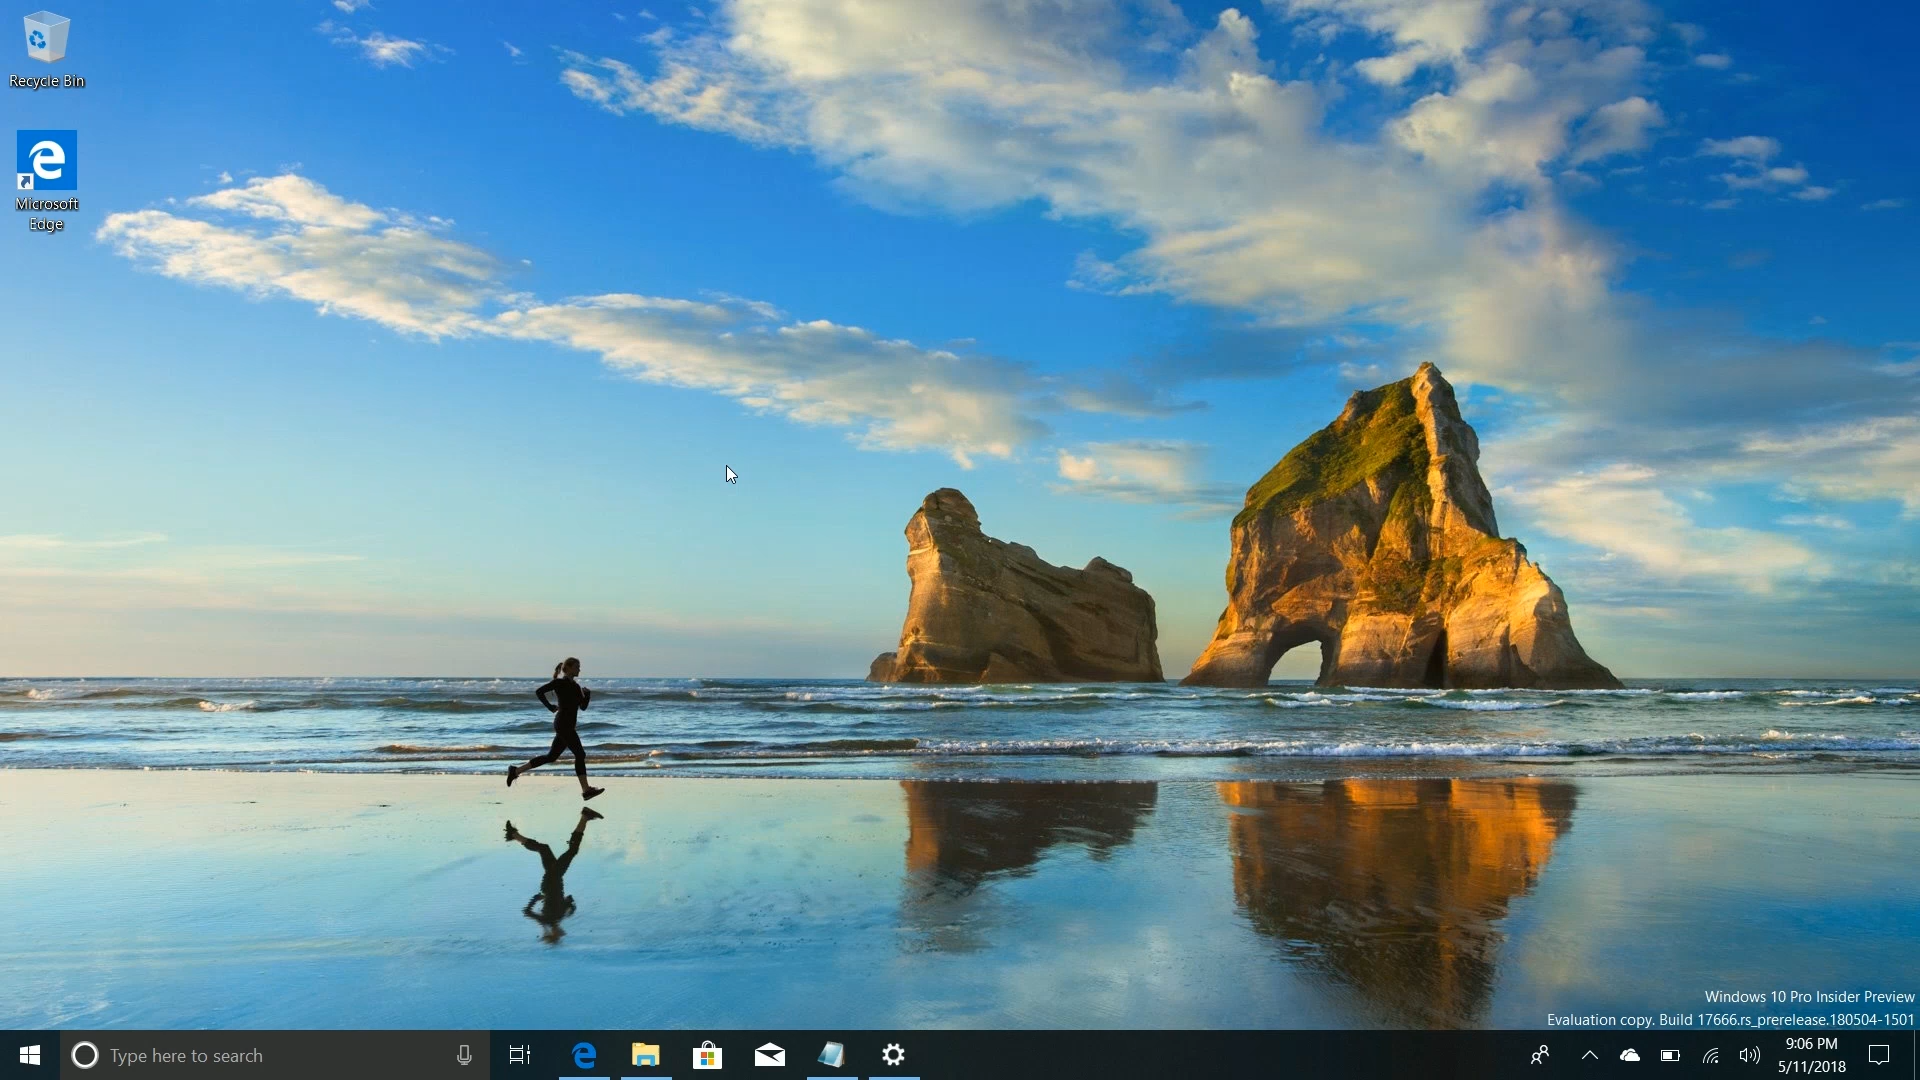 Recycle Bin
Microsoft
Edge
Windows 10 Pro Insider Preview
Evaluation copy. Build 17666.rs_prerelease.180504-1501
Type here to search
9:06 PM
5/11/2018